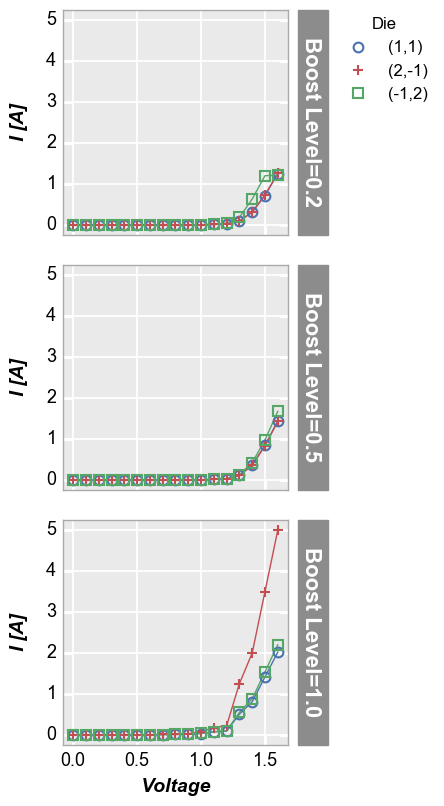 Die
(1,1)
(2,-1)
(-1,2)
5
4
3
2
1
0
I [A]
Boost Level=0.2
5
4
3
2
1
0
I [A]
Boost Level=0.5
5
4
3
2
1
0
I [A]
Boost Level=1.0
0.0 0.5 1.0 1.5
Voltage